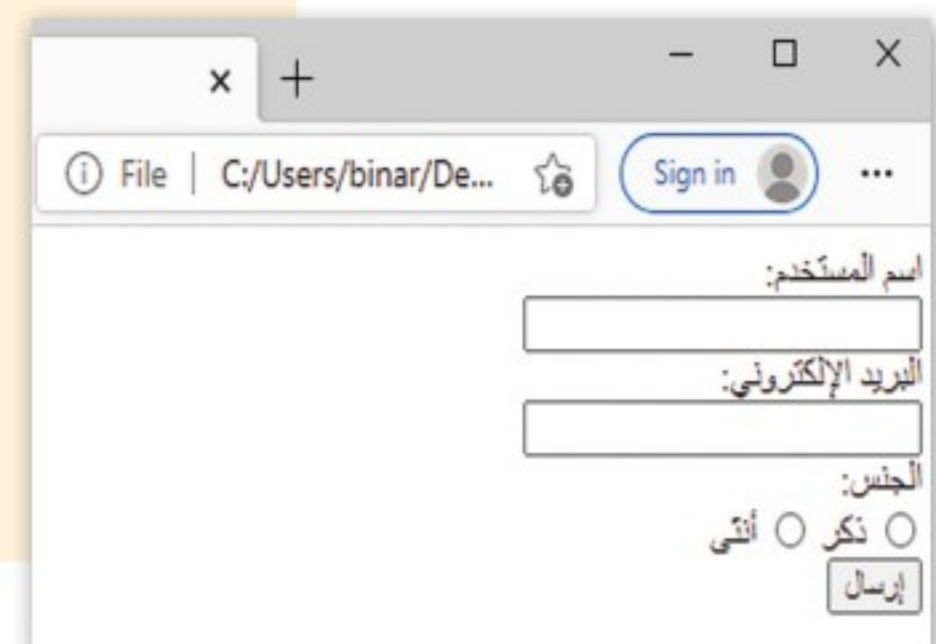 File | C:/Users/binar/De... Sign in
اسم المستخدم:
البريد الإلكتروني:
الجنس:
ذكر أنثى
إرسال